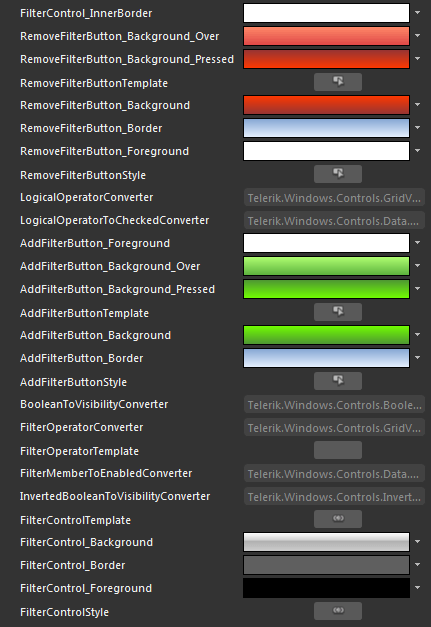 FilterControl_InnerBorder
RemoveFilterButton_Background_Over
RemoveFilterButton_Background_Pressed
RemoveFilterButtonTemplate
RemoveFilterButton_Background
RemoveFilterButton_Border
RemoveFilterButton_Foreground
RemoveFilterButtonStyle
LogicalOperatorConverter Telerik.Windows.Controls.GridV...
LogicalOperatorToCheckedConverter Telerik.Windows.Controls.Data....
AddFilterButton_Foreground
AddFilterButton_Background_Over
AddFilterButton_Background_Pressed
AddFilterButtonTemplate
AddFilterButton_Background
AddFilterButton_Border
AddFilterButtonStyle
BooleanToVisibilityConverter Telerik.Windows.Controls.Boole...
FilterOperatorConverter Telerik.Windows.Controls.GridV...
FilterOperatorTemplate
FilterMemberToEnabledConverter Telerik.Windows.Controls.Data....
InvertedBooleanToVisibilityConverter Telerik.Windows.Controls.Invert...
FilterControlTemplate
FilterControl_Background
FilterControl_Border
FilterControl_Foreground
FilterControlStyle